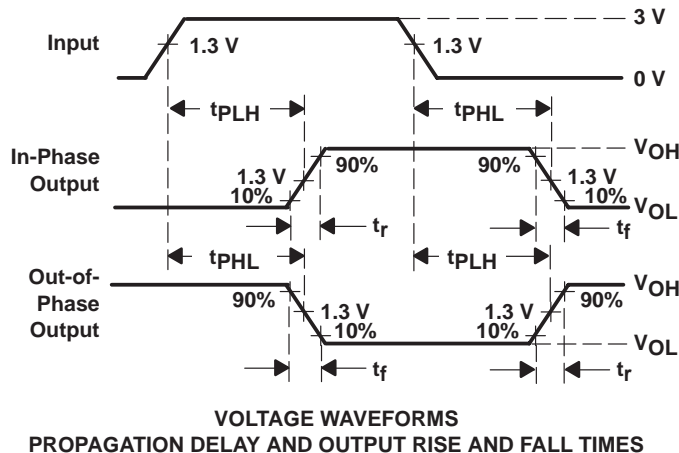 3 V
Input
1.3 V
1.3 V
0 V
tPLH
tPHL
In-Phase
Output
VOH
90%
90%
1.3 V
1.3 V
10%
10%
VOL
tr
tf
tPHL
tPLH
Out-of-
Phase
Output
VOH
90%
90%
1.3 V
1.3 V
10%
10%
VOL
tf
tr
VOLTAGE WAVEFORMS
PROPAGATION DELAY AND OUTPUT RISE AND FALL TIMES